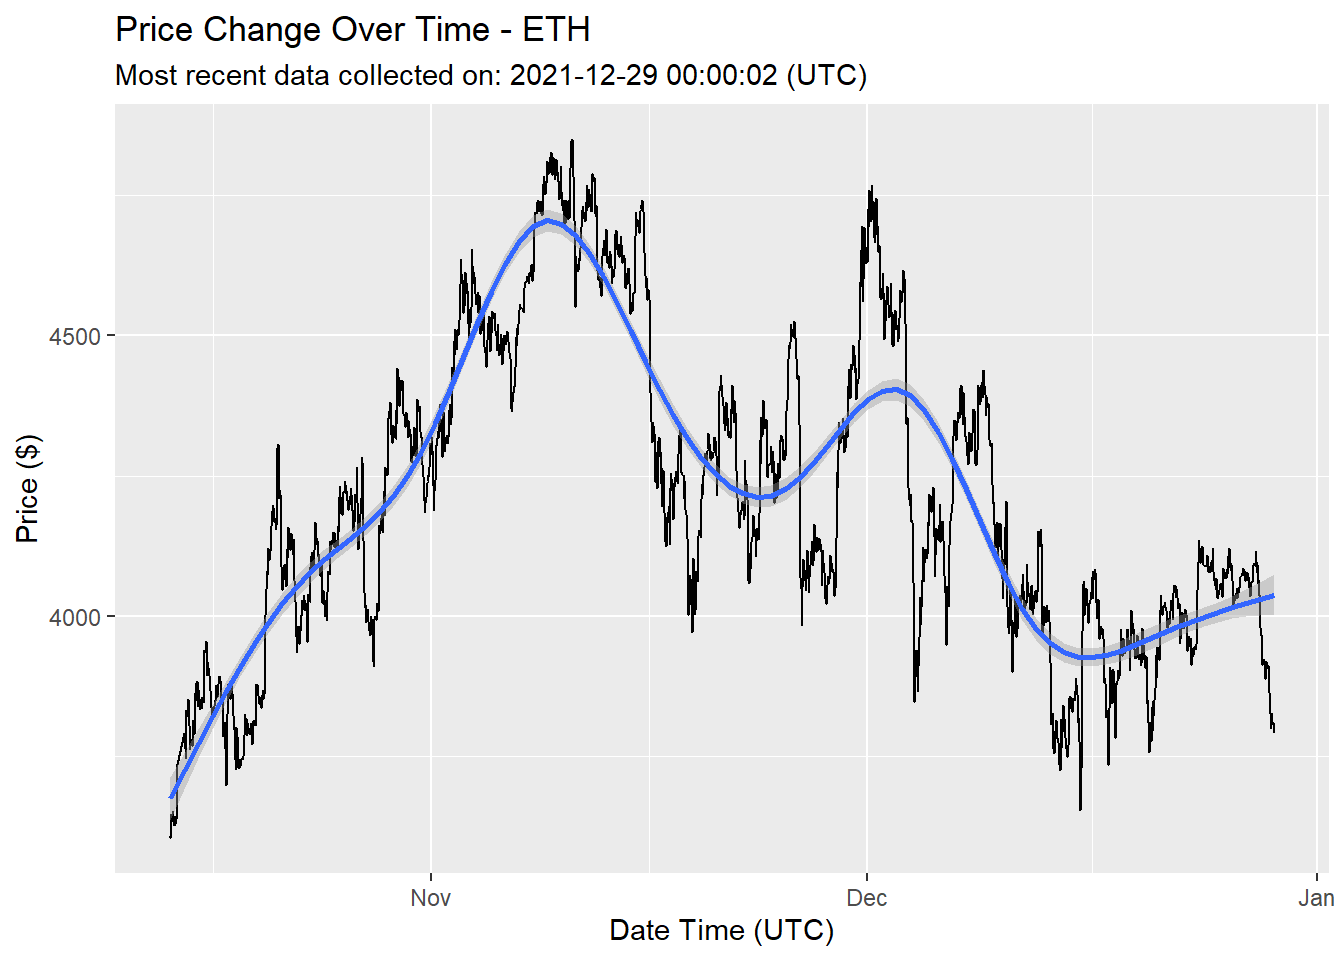 Price Change Over Time - ETH
Most recent data collected on: 2021-12-29 00:00:02 (UTC)
Price ($)
4500
4000
Nov
Dec
Jan
Date Time (UTC)